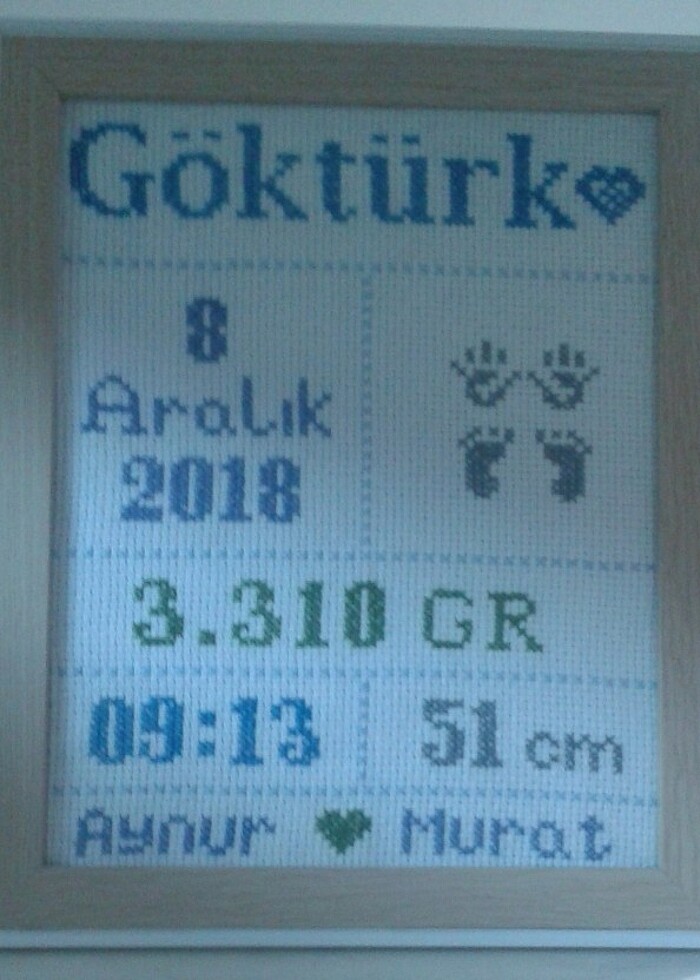 Göktürk
8
Aralık
2018
3.310 GR
09:13
51 cm
Aynur Murat